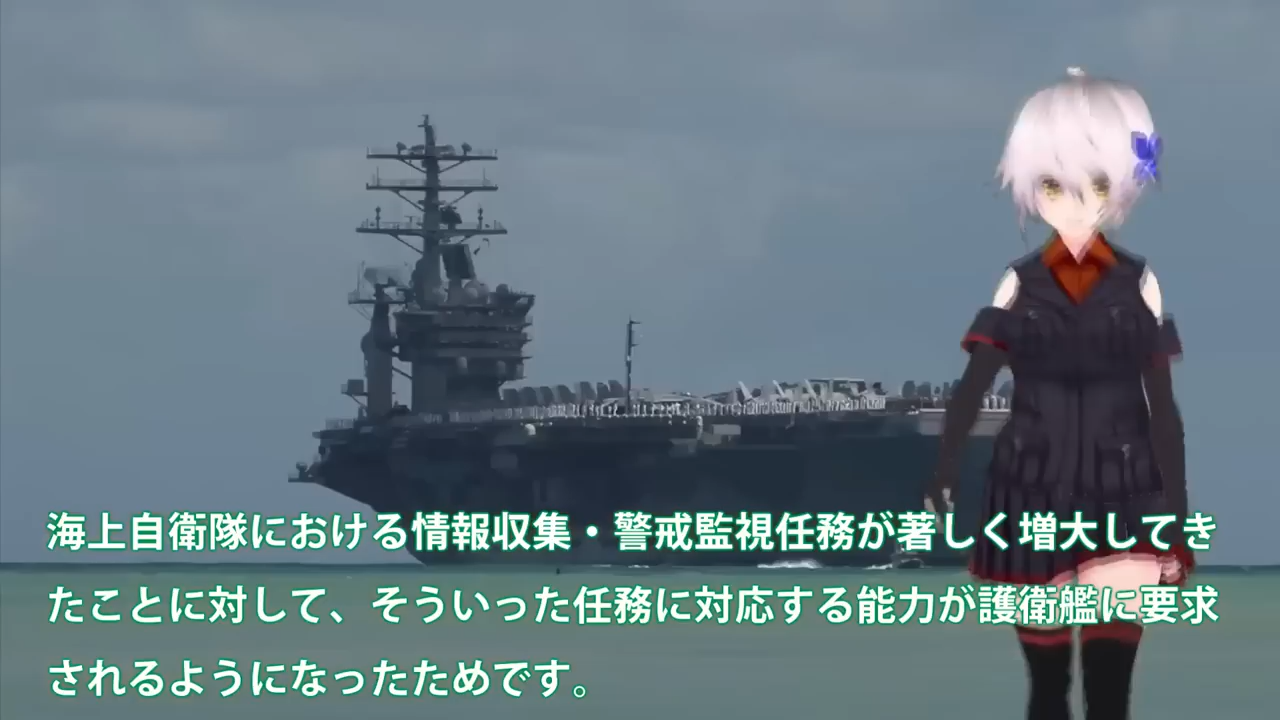 海上自衛隊における情報収集・警戒監視任務が著しく増大してき
たことに対して、そういった任務に対応する能力が護衛艦に要求
されるようになったためです。